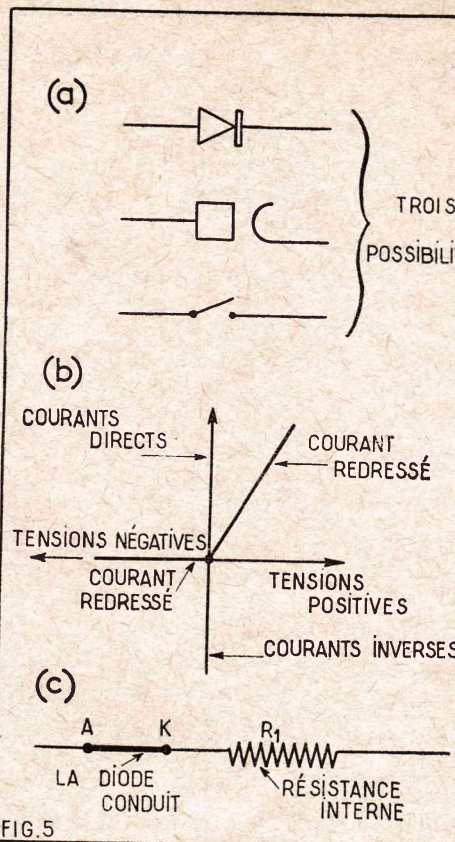 (a)
TROIS
POSSIBILI
(b)
COURANTS
DIRECTS
COURANT
REDRESSÉ
TENSIONS NÉGATIVES
COURANT
REDRESSÉ
TENSIONS
POSITIVES
COURANTS INVERSES
(c)
A K R1
LA DIODE
CONDUIT
RÉSISTANCE
INTERNE
FIG.5